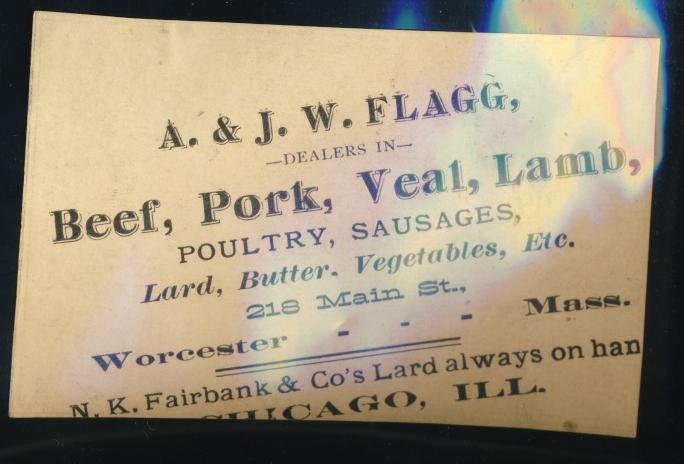 A. & J. W. FLAGG,
—DEALERS IN—
Beef, Pork, Veal, Lamb,
POULTRY, SAUSAGES,
Lard, Butter. Vegetables, Etc.
218 Main St.,
Worcester - - - Mass.
N. K. Fairbank & Co's Lard always on han
CHICAGO, ILL.